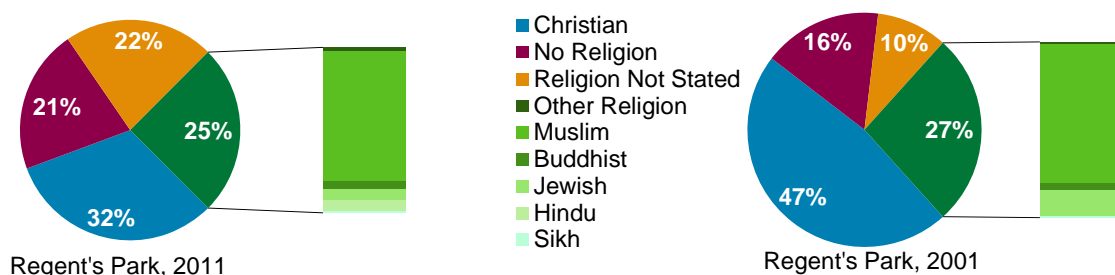 22%
21%
25%
32%
Regent's Park, 2011
Christian
No Religion
Religion Not Stated
Other Religion
Muslim
Buddhist
Jewish
Hindu
Sikh
16%
10%
27%
47%
Regent's Park, 2001